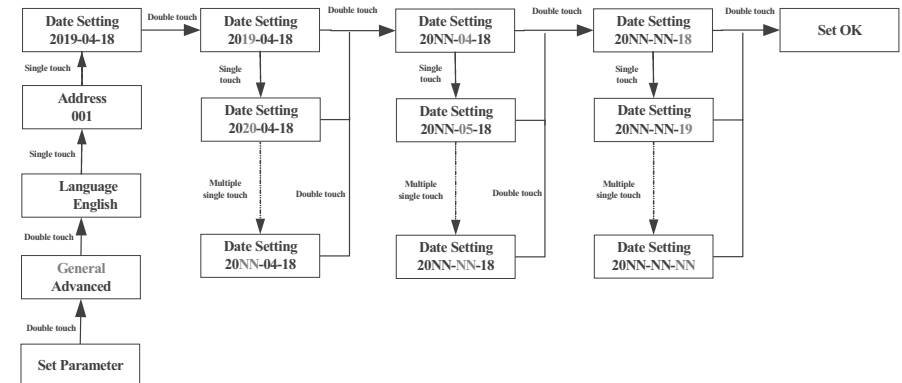 Date Setting
2019-04-18
Double touch
Date Setting
2019-04-18
Double touch
Date Setting
20NN-04-18
Double touch
Date Setting
20NN-NN-18
Double touch
Set OK
Single touch
Single
touch
Single
touch
Single
touch
Address
001
Date Setting
2020-04-18
Date Setting
20NN-05-18
Date Setting
20NN-NN-19
Single touch
Language
English
Multiple
single touch
Double touch
Multiple
single touch
Double touch
Multiple
single touch
Double touch
Date Setting
20NN-04-18
Date Setting
20NN-NN-18
Date Setting
20NN-NN-NN
General
Advanced
Double touch
Set Parameter